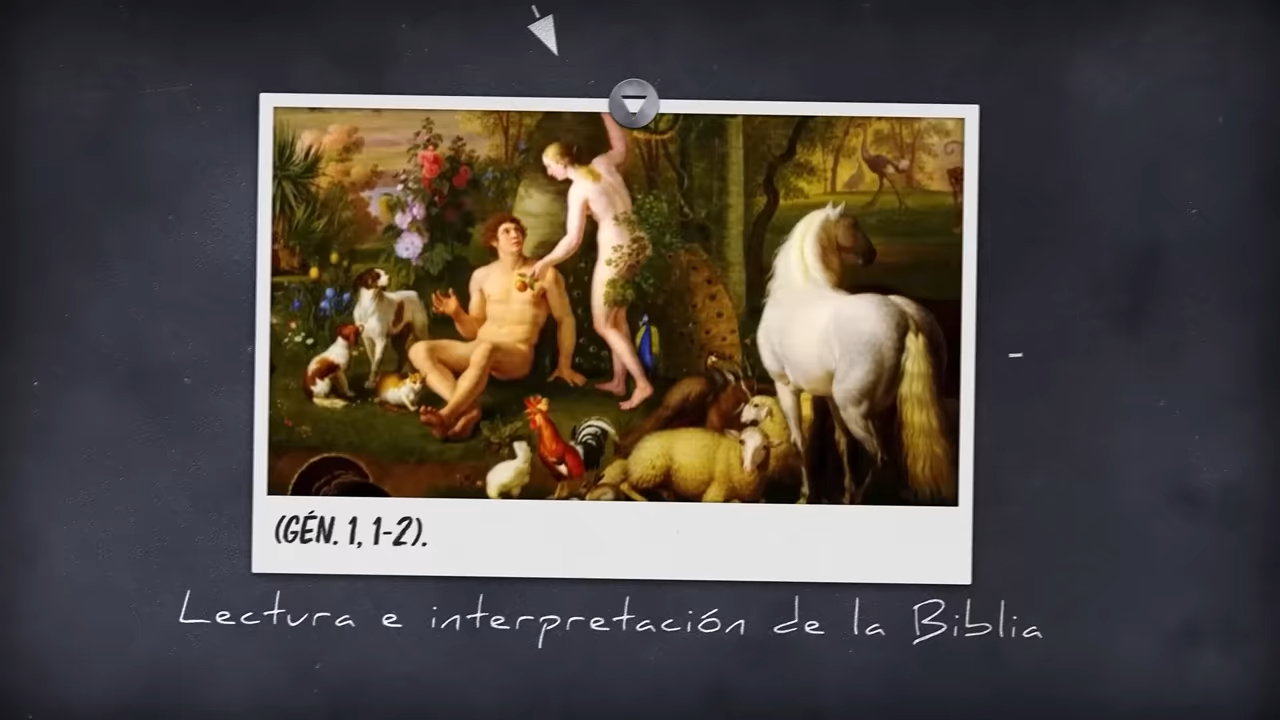 (GÉN. 1, 1-2).
Lectura e interpretación de la Biblia